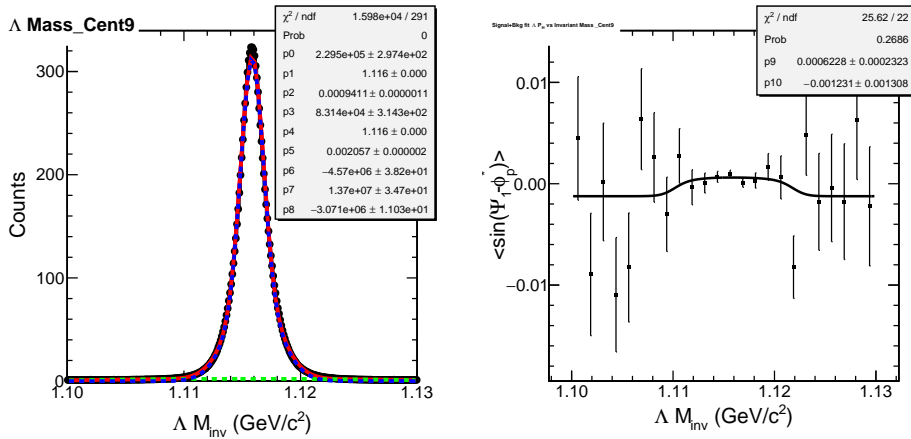 Λ Mass_Cent9
χ² / ndf 1.598e+04 / 291
Prob 0
p0 2.295e+05 ± 2.974e+02
p1 1.116 ± 0.000
p2 0.0009411 ± 0.0000011
p3 8.314e+04 ± 3.143e+02
p4 1.116 ± 0.000
p5 0.002057 ± 0.000002
p6 −4.57e+06 ± 3.82e+01
p7 1.37e+07 ± 3.47e+01
p8 −3.071e+06 ± 1.103e+01
Counts
300
200
100
0
1.10
1.11
1.12
1.13
Λ M_inv (GeV/c²)
Signal+Bkg fit Λ P_H vs Invariant Mass _Cent9
χ² / ndf 25.62 / 22
Prob 0.2686
p9 0.0006228 ± 0.0002323
p10 −0.001231 ± 0.001308
<sin(Ψ₁-ϕ*_p)>
0.01
0.00
−0.01
1.10
1.11
1.12
1.13
Λ M_inv (GeV/c²)